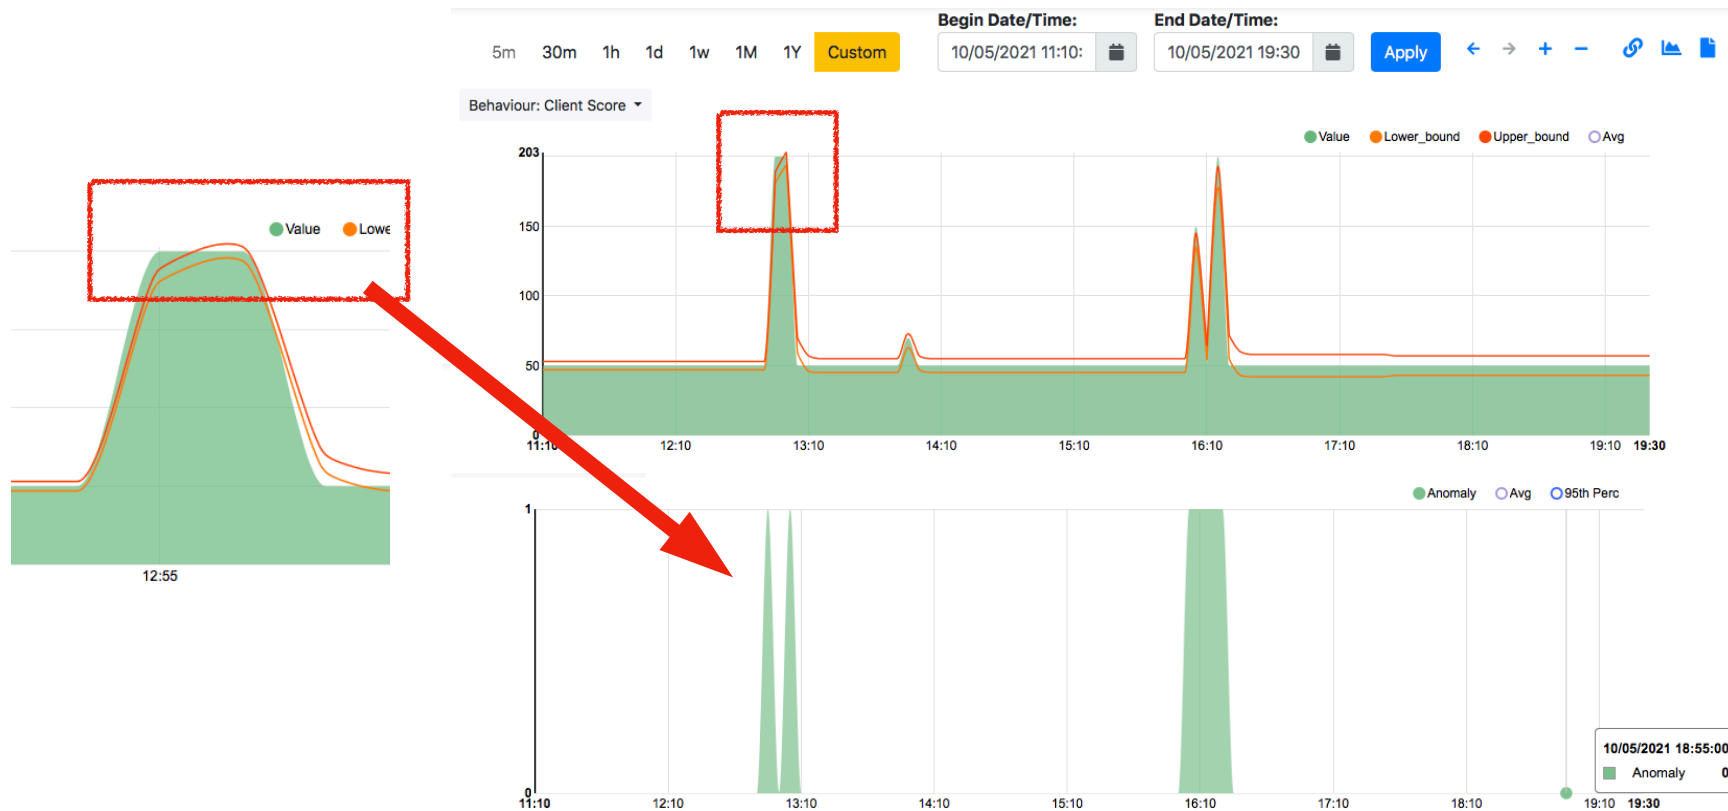 Begin Date/Time: End Date/Time:
5m 30m 1h 1d 1w 1M 1Y Custom 10/05/2021 11:10: 10/05/2021 19:30 Apply
Behaviour: Client Score
Value Lower_bound Upper_bound Avg
203
150
100
50
0
11:10 12:10 13:10 14:10 15:10 16:10 17:10 18:10 19:10 19:30
Value Lowe
12:55
Anomaly Avg 95th Perc
1
0
11:10 12:10 13:10 14:10 15:10 16:10 17:10 18:10 19:10 19:30
10/05/2021 18:55:00
Anomaly 0